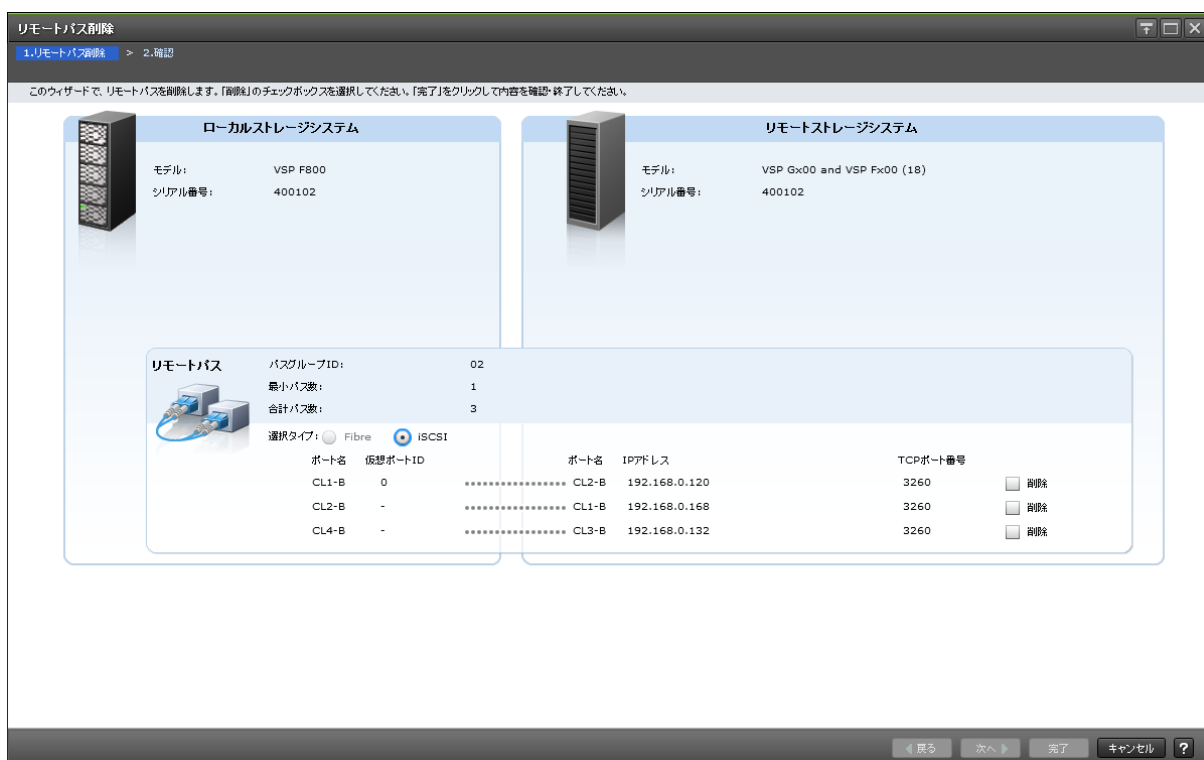 リモートパス削除
1.リモートパス削除 > 2.確認
このウィザードで、リモートパスを削除します。「削除」のチェックボックスを選択してください。「完了」をクリックして内容を確認・終了してください。
ローカルストレージシステム
モデル: VSP F800
シリアル番号: 400102
リモートストレージシステム
モデル: VSP Gx00 and VSP Fx00 (18)
シリアル番号: 400102
リモートパス
パスグループID: 02
最小パス数: 1
合計パス数: 3
選択タイプ: Fibre iSCSI
ポート名 仮想ポートID ポート名 IPアドレス TCPポート番号
CL1-B 0 CL2-B 192.168.0.120 3260 削除
CL2-B - CL1-B 192.168.0.168 3260 削除
CL4-B - CL3-B 192.168.0.132 3260 削除
戻る 次へ 完了 キャンセル ?